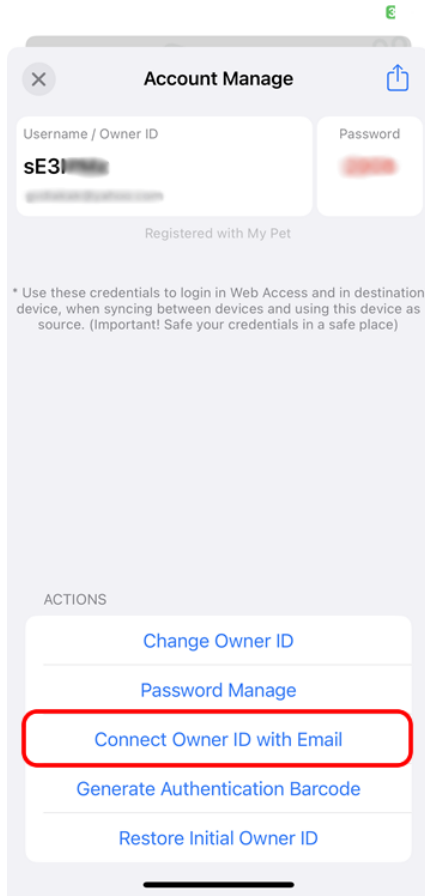 Account Manage
Username / Owner ID
Password
sE3
Registered with My Pet
* Use these credentials to login in Web Access and in destination
device, when syncing between devices and using this device as
source. (Important! Safe your credentials in a safe place)
ACTIONS
Change Owner ID
Password Manage
Connect Owner ID with Email
Generate Authentication Barcode
Restore Initial Owner ID